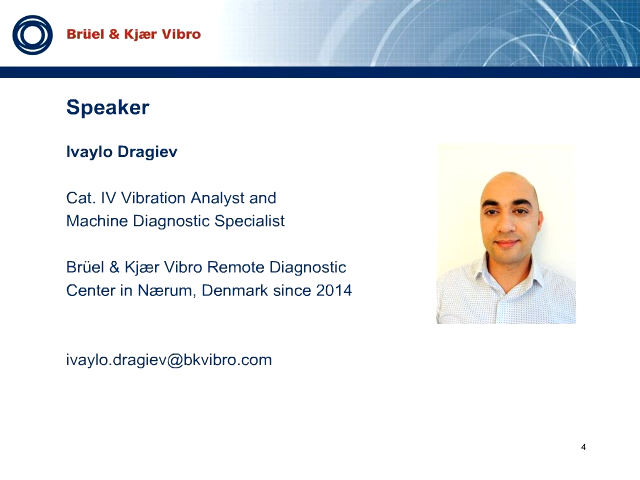 Brüel & Kjær Vibro
Speaker
Ivaylo Dragiev
Cat. IV Vibration Analyst and
Machine Diagnostic Specialist
Brüel & Kjær Vibro Remote Diagnostic
Center in Nærum, Denmark since 2014
ivaylo.dragiev@bkvibro.com
4